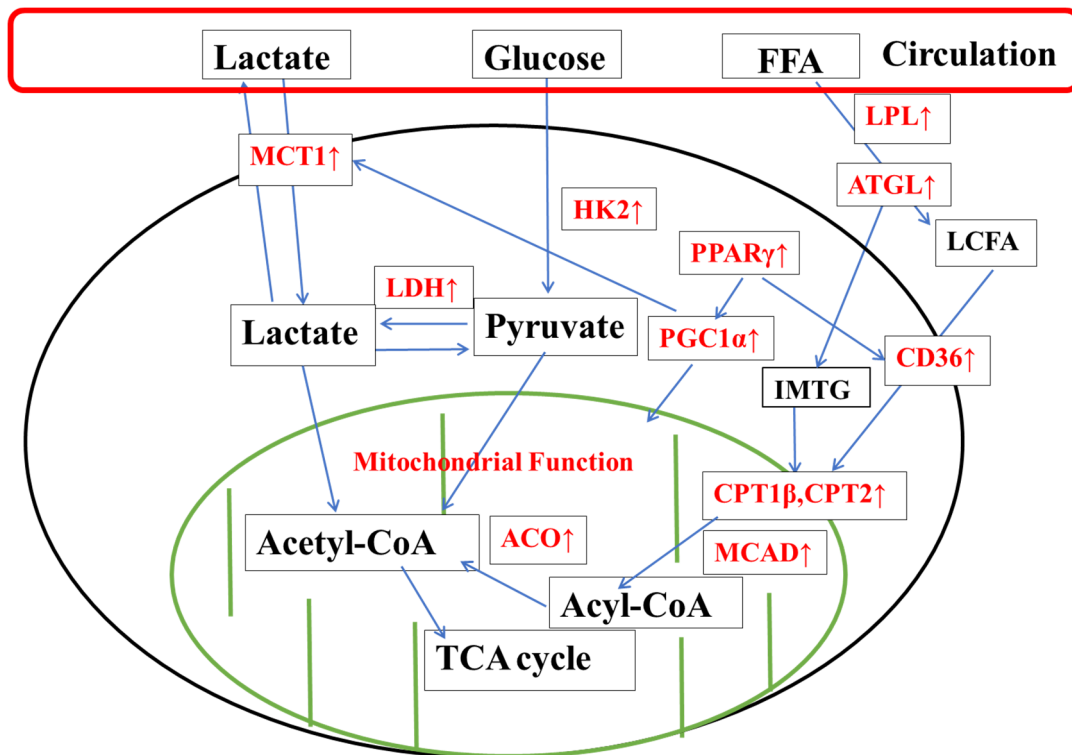 Lactate
Glucose
FFA
Circulation
LPL↑
MCT1↑
ATGL↑
HK2↑
LCFA
PPARγ↑
LDH↑
Lactate
Pyruvate
PGC1α↑
CD36↑
IMTG
Mitochondrial Function
CPT1β,CPT2↑
Acetyl-CoA
ACO↑
MCAD↑
Acyl-CoA
TCA cycle